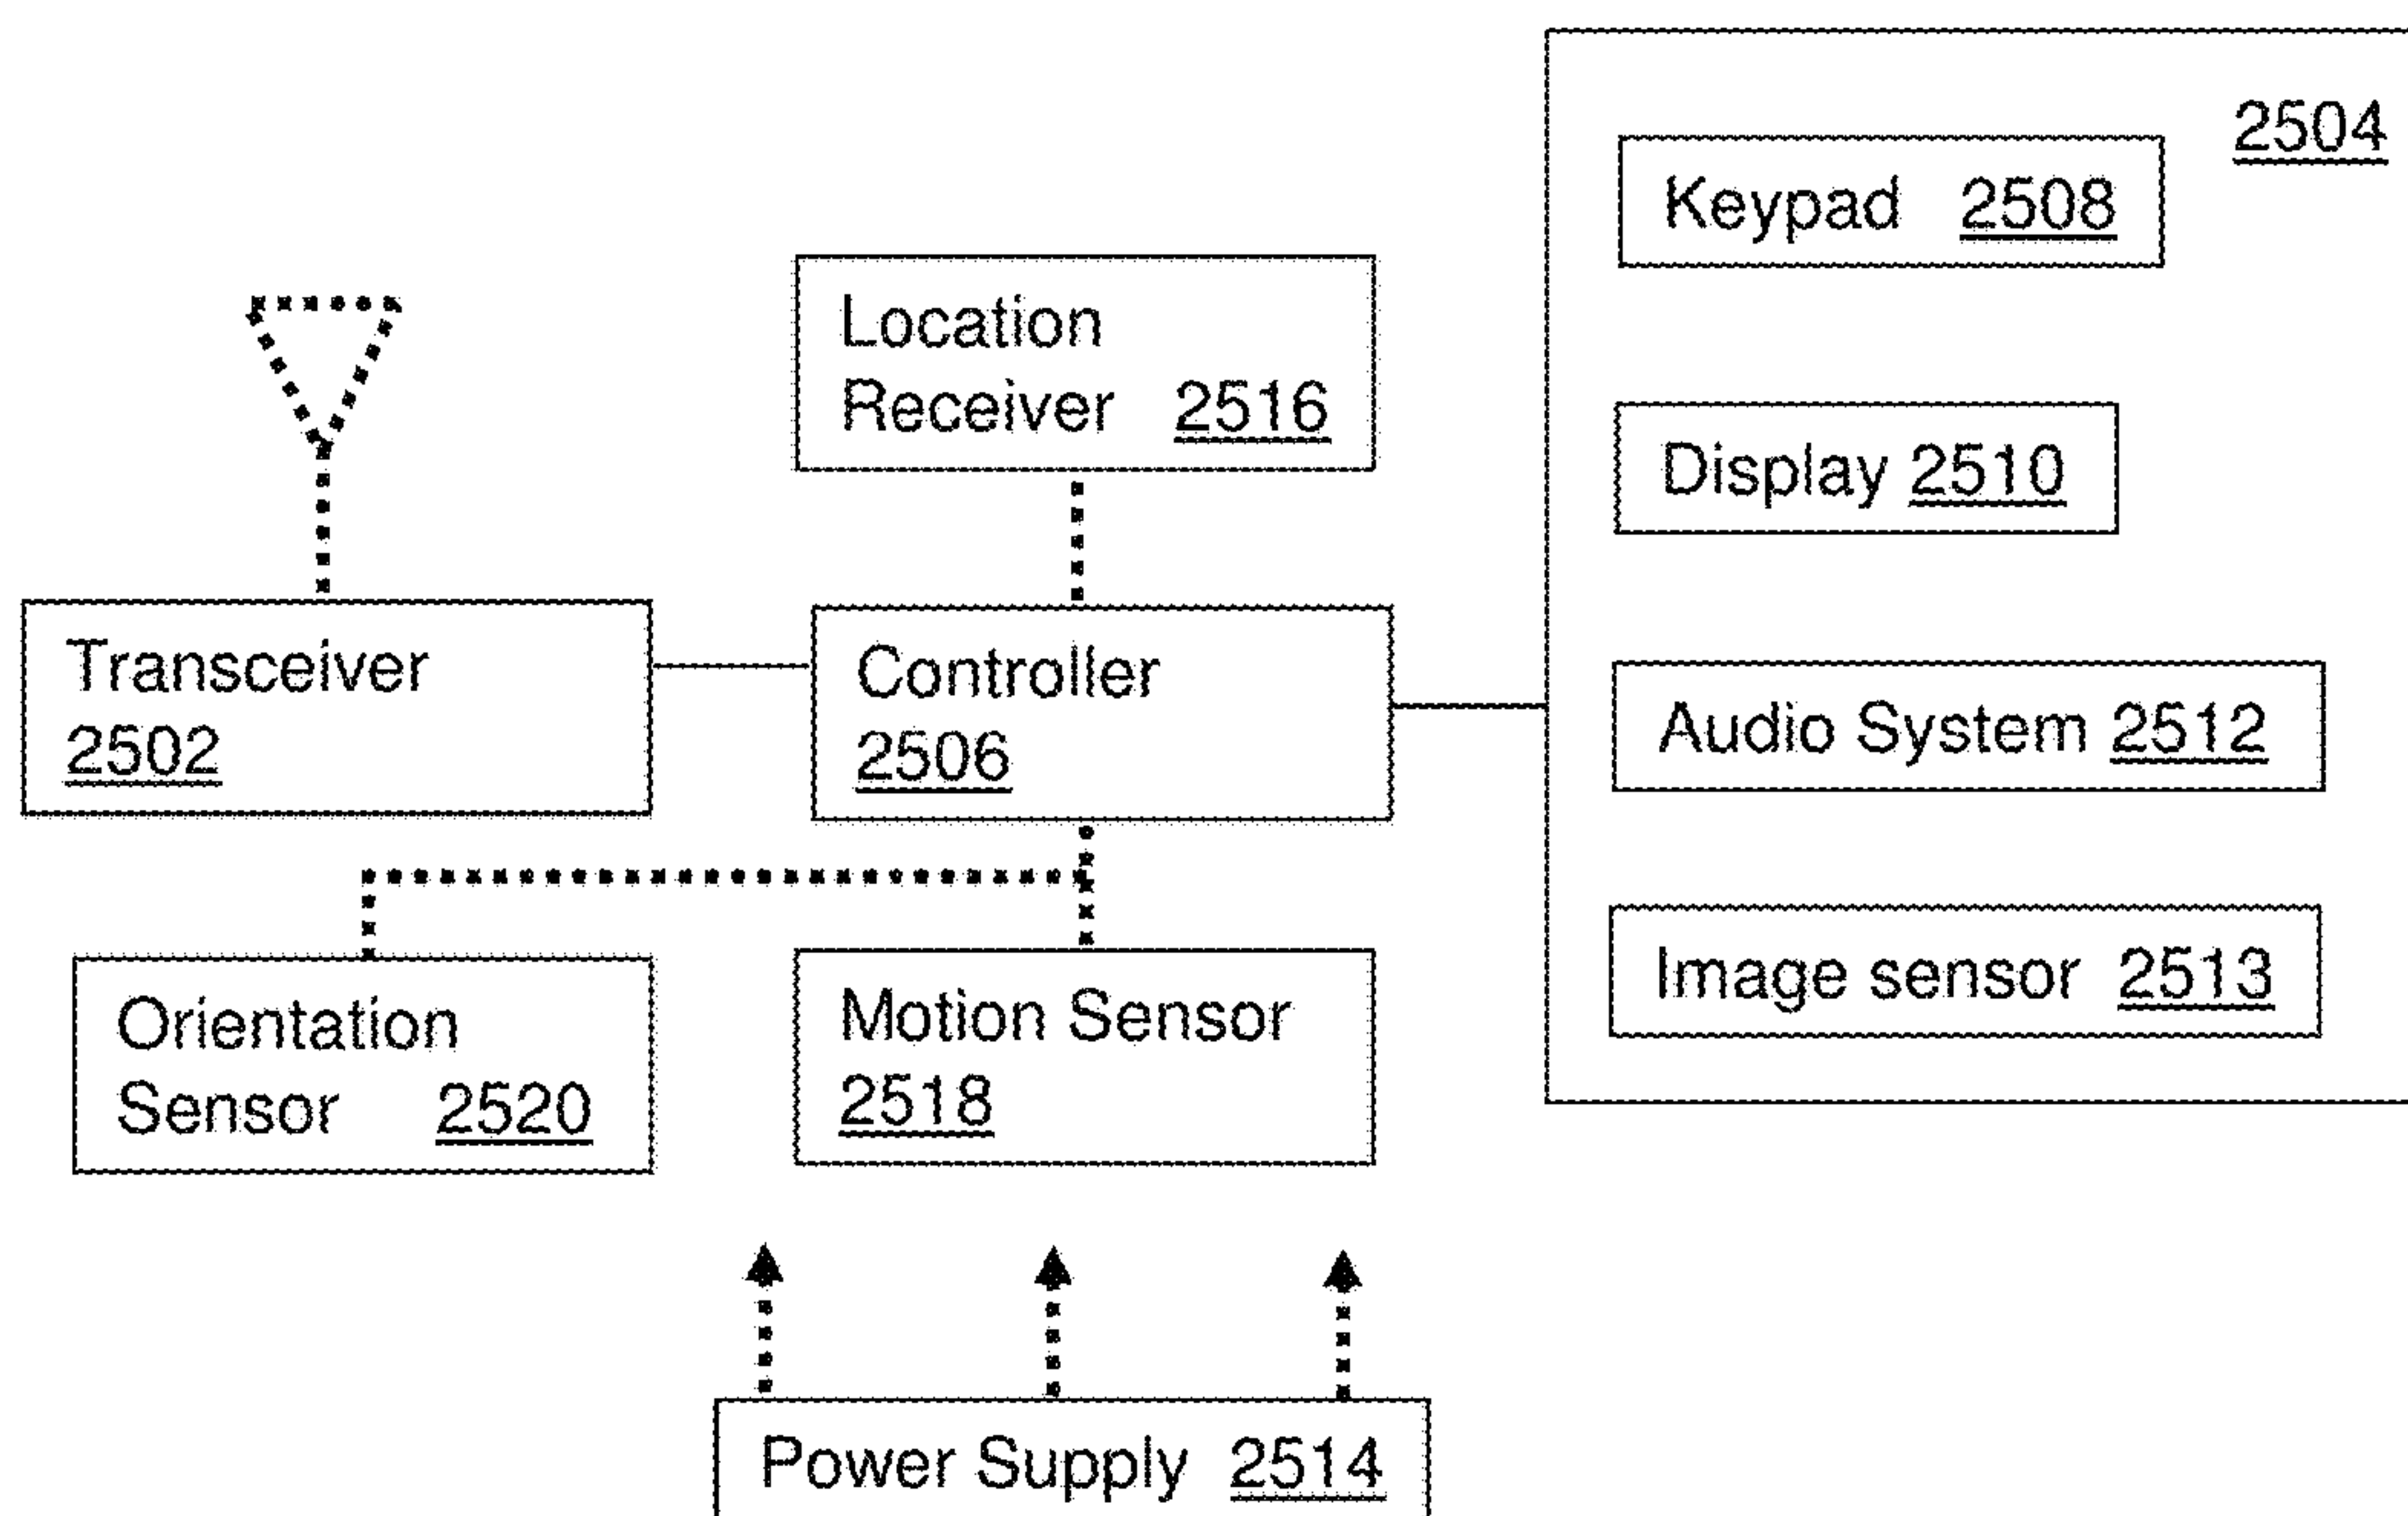 2504
Keypad 2508
Location
Receiver 2516
Display 2510
Transceiver
2502
Controller
2506
Audio System 2512
Image sensor 2513
Orientation
Sensor 2520
Motion Sensor
2518
Power Supply 2514